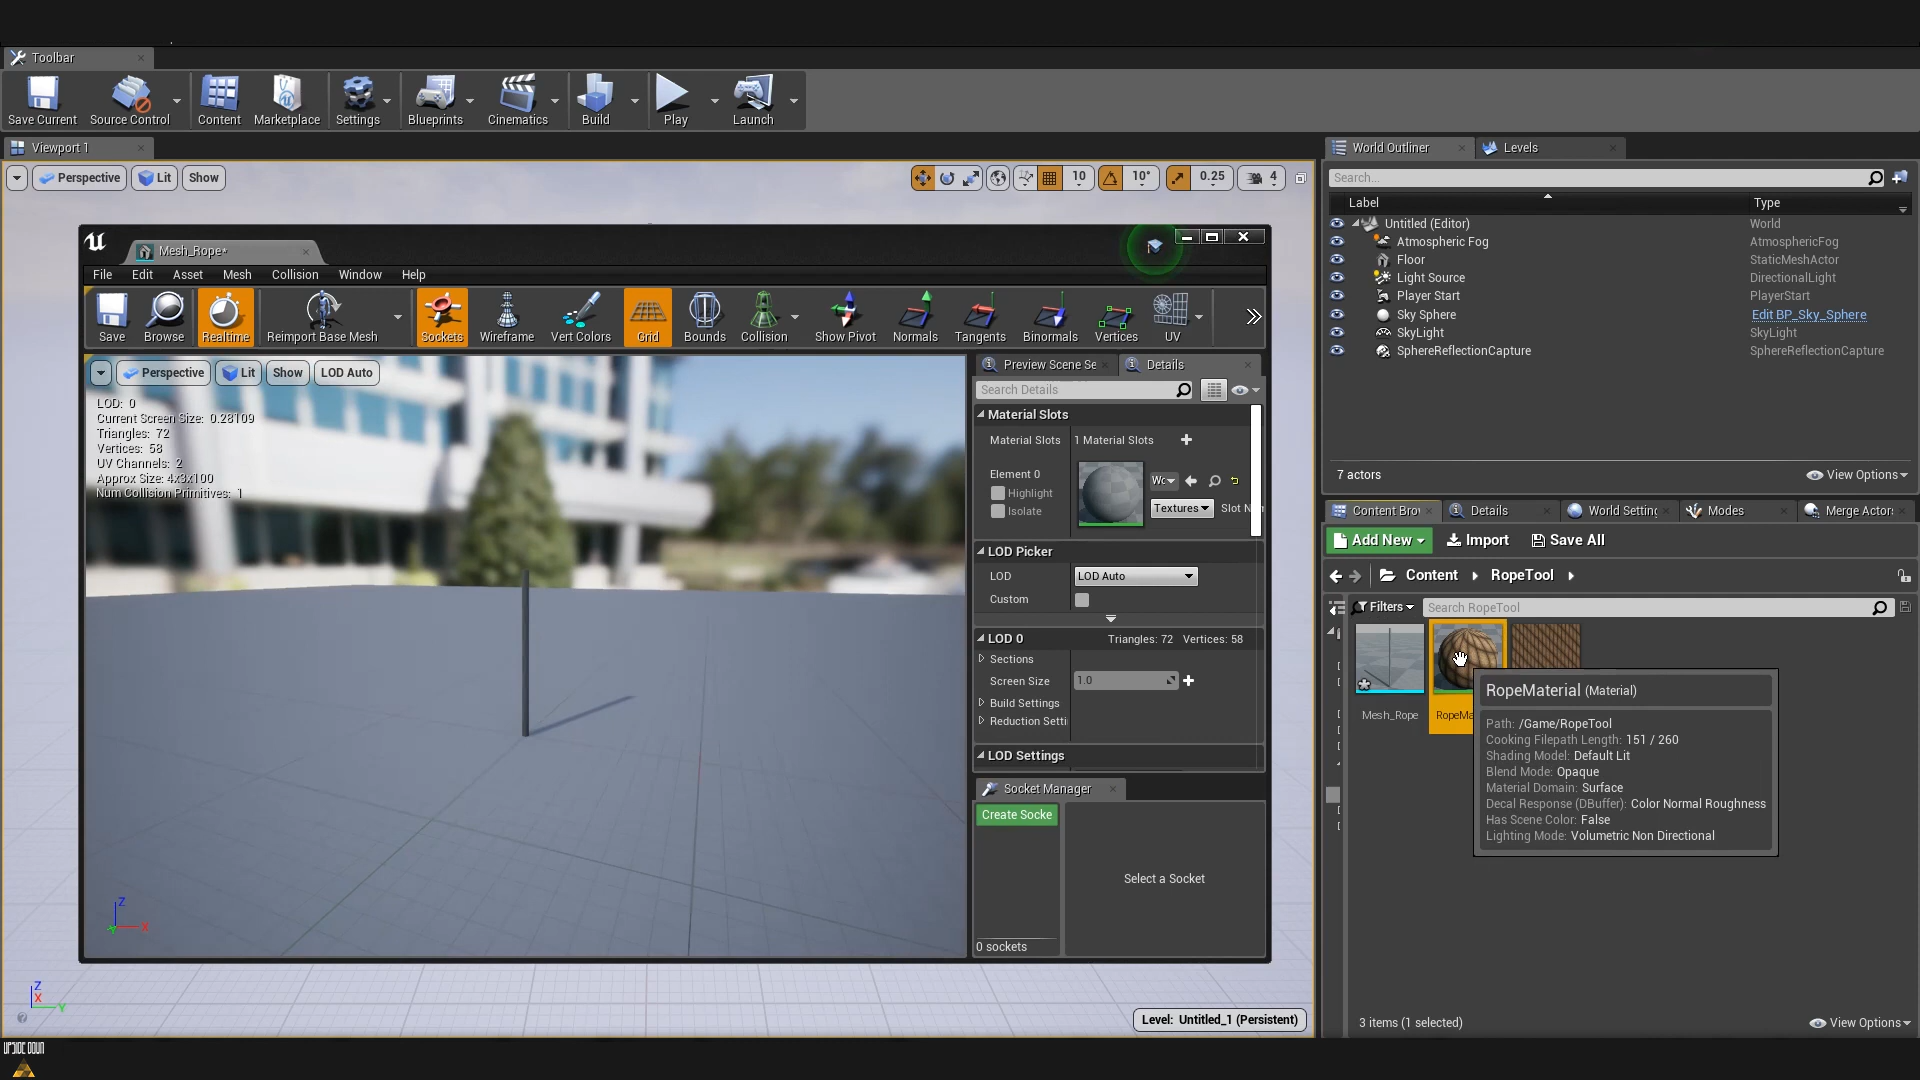 Toolbar
Save Current
Source Control
Content
Marketplace
Settings
Blueprints
Cinematics
Build
Play
Launch
Viewport 1
Perspective
Lit
Show
10
10°
0.25
4
Mesh_Rope*
File Edit Asset Mesh Collision Window Help
Save
Browse
Realtime
Reimport Base Mesh
Sockets
Wireframe
Vert Colors
Grid
Bounds
Collision
Show Pivot
Normals
Tangents
Binormals
Vertices
UV
Perspective
Lit
Show
LOD Auto
LOD: 0
Current Screen Size: 0.28109
Triangles: 72
Vertices: 58
UV Channels: 2
Approx Size: 4x3x100
Num Collision Primitives: 1
Z
X
Y
Preview Scene Se
Details
Search Details
Material Slots
Material Slots 1 Material Slots
Element 0
Highlight
Isolate
Textures
LOD Picker
LOD LOD Auto
Custom
LOD 0 Triangles: 72 Vertices: 58
Sections
Screen Size 1.0
Build Settings
Reduction Setti
LOD Settings
Socket Manager
Create Socke
Select a Socket
0 sockets
Z
X
Y
Level: Untitled_1 (Persistent)
UPSIDE DOWN
World Outliner
Levels
Search...
Label Type
Untitled (Editor) World
Atmospheric Fog AtmosphericFog
Floor StaticMeshActor
Light Source DirectionalLight
Player Start PlayerStart
Sky Sphere Edit BP_Sky_Sphere
SkyLight SkyLight
SphereReflectionCapture SphereReflectionCapture
7 actors
View Options
Content Bro
Details
World Setting
Modes
Merge Actor
Add New
Import
Save All
Content
RopeTool
Filters
Search RopeTool
Mesh_Rope
RopeMa
RopeMaterial (Material)
Path: /Game/RopeTool
Cooking Filepath Length: 151 / 260
Shading Model: Default Lit
Blend Mode: Opaque
Material Domain: Surface
Decal Response (DBuffer): Color Normal Roughness
Has Scene Color: False
Lighting Mode: Volumetric Non Directional
3 items (1 selected)
View Options